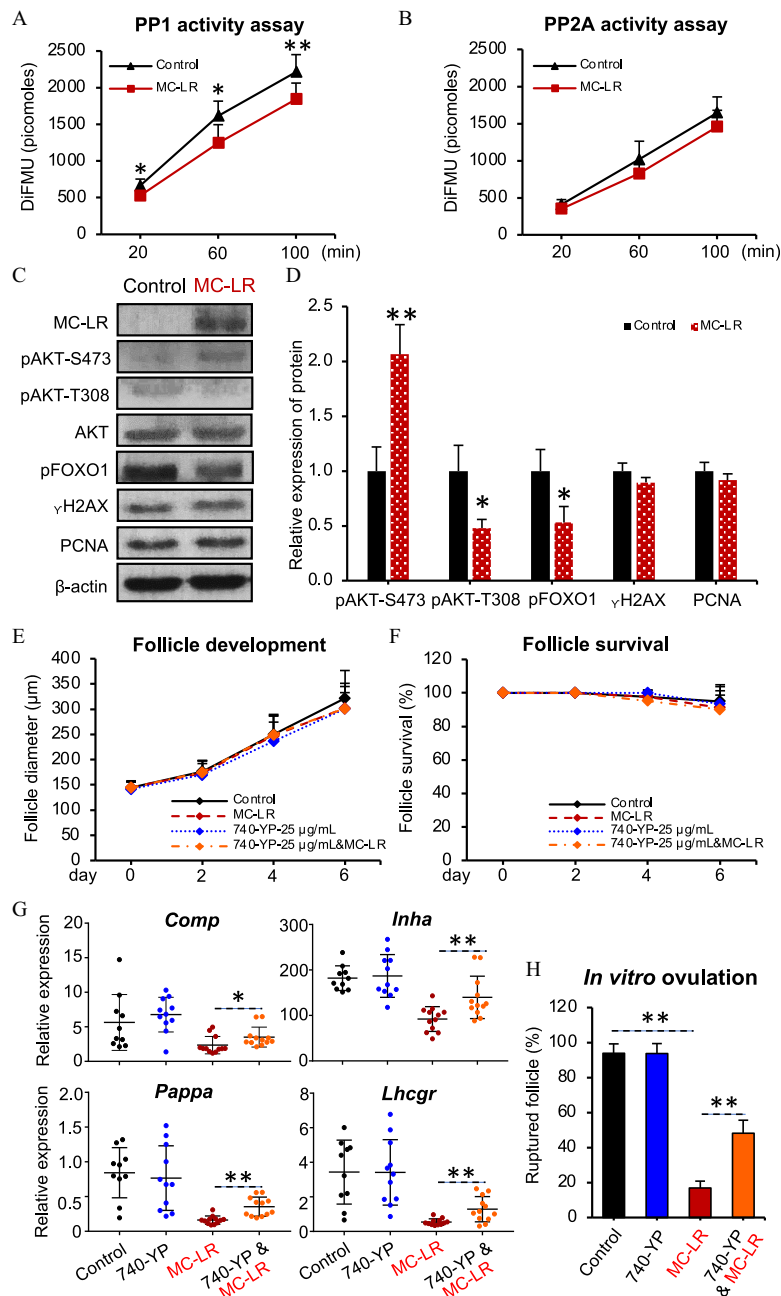 A
PP1 activity assay
DiFMU (picomoles)
2500
2000
1500
1000
500
0
Control
MC-LR
*
*
**
20
60
100
(min)
B
PP2A activity assay
DiFMU (picomoles)
2500
2000
1500
1000
500
0
Control
MC-LR
20
60
100
(min)
C
Control MC-LR
MC-LR
pAKT-S473
pAKT-T308
AKT
pFOXO1
γH2AX
PCNA
β-actin
D
Relative expression of protein
2.5
2.0
1.5
1.0
0.5
0.0
Control
MC-LR
**
*
*
pAKT-S473
pAKT-T308
pFOXO1
γH2AX
PCNA
E
Follicle development
Follicle diameter (μm)
400
350
300
250
200
150
100
50
0
Control
MC-LR
740-YP-25 μg/mL
740-YP-25 μg/mL&MC-LR
day
0
2
4
6
F
Follicle survival
Follicle survival (%)
120
100
80
60
40
20
0
Control
MC-LR
740-YP-25 μg/mL
740-YP-25 μg/mL&MC-LR
day
0
2
4
6
G
Comp
Relative expression
20
15
10
5
0
*
Inha
300
200
100
0
**
Pappa
Relative expression
2.0
1.5
1.0
0.5
0
**
Control
740-YP
MC-LR
740-YP &
MC-LR
Lhcgr
8
6
4
2
0
**
Control
740-YP
MC-LR
740-YP &
MC-LR
H
In vitro ovulation
Ruptured follicle (%)
120
100
80
60
40
20
0
**
**
Control
740-YP
MC-LR
740-YP
& MC-LR